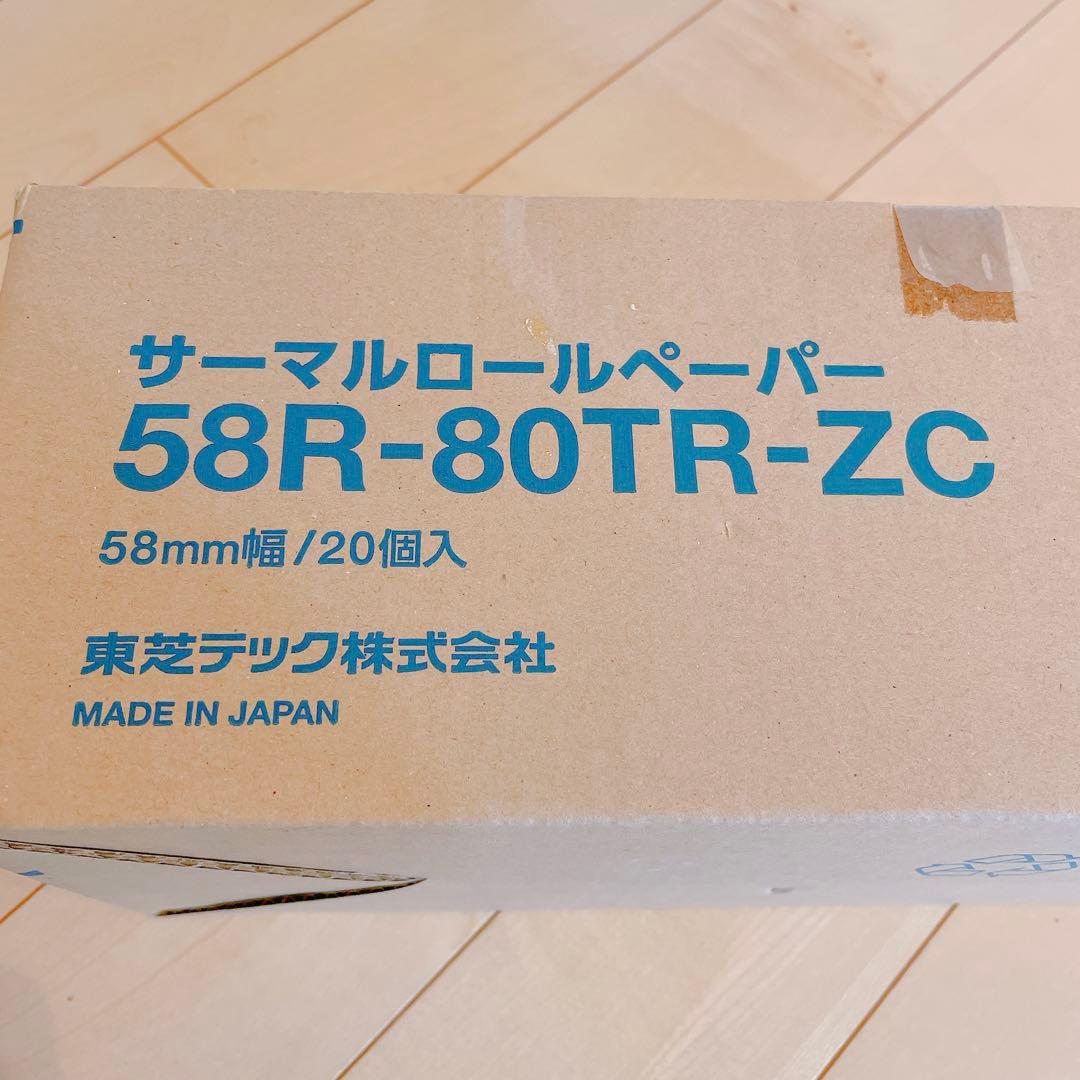 サーマルロールペーパー
58R-80TR-ZC
58mm幅/20個入
東芝テック株式会社
MADE IN JAPAN